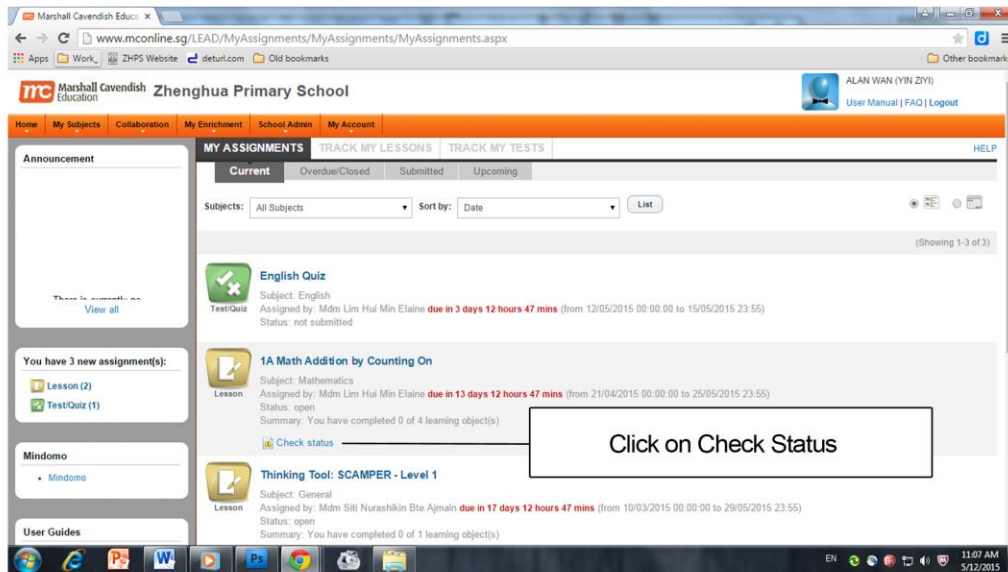 Marshall Cavendish Educa
www.mconline.sg/LEAD/MyAssignments/MyAssignments/MyAssignments.aspx
Apps Work_ ZHPS Website deturl.com Old bookmarks Other bookmark
mc Marshall Cavendish Education
Zhenghua Primary School
ALAN WAN (YIN ZIYI)
User Manual | FAQ | Logout
Home My Subjects Collaboration My Enrichment School Admin My Account
Announcement
View all
You have 3 new assignment(s):
Lesson (2)
Test/Quiz (1)
Mindomo
• Mindomo
User Guides
MY ASSIGNMENTS TRACK MY LESSONS TRACK MY TESTS HELP
Current Overdue/Closed Submitted Upcoming
Subjects: All Subjects Sort by: Date List
(Showing 1-3 of 3)
Test/Quiz
English Quiz
Subject: English
Assigned by: Mdm Lim Hui Min Elaine due in 3 days 12 hours 47 mins (from 12/05/2015 00:00:00 to 15/05/2015 23:55)
Status: not submitted
Lesson
1A Math Addition by Counting On
Subject: Mathematics
Assigned by: Mdm Lim Hui Min Elaine due in 13 days 12 hours 47 mins (from 21/04/2015 00:00:00 to 25/05/2015 23:55)
Status: open
Summary: You have completed 0 of 4 learning object(s)
Check status
Click on Check Status
Lesson
Thinking Tool: SCAMPER - Level 1
Subject: General
Assigned by: Mdm Siti Nurashikin Bte Ajmain due in 17 days 12 hours 47 mins (from 10/03/2015 00:00:00 to 29/05/2015 23:55)
Status: open
Summary: You have completed 0 of 1 learning object(s)
EN 11:07 AM
5/12/2015